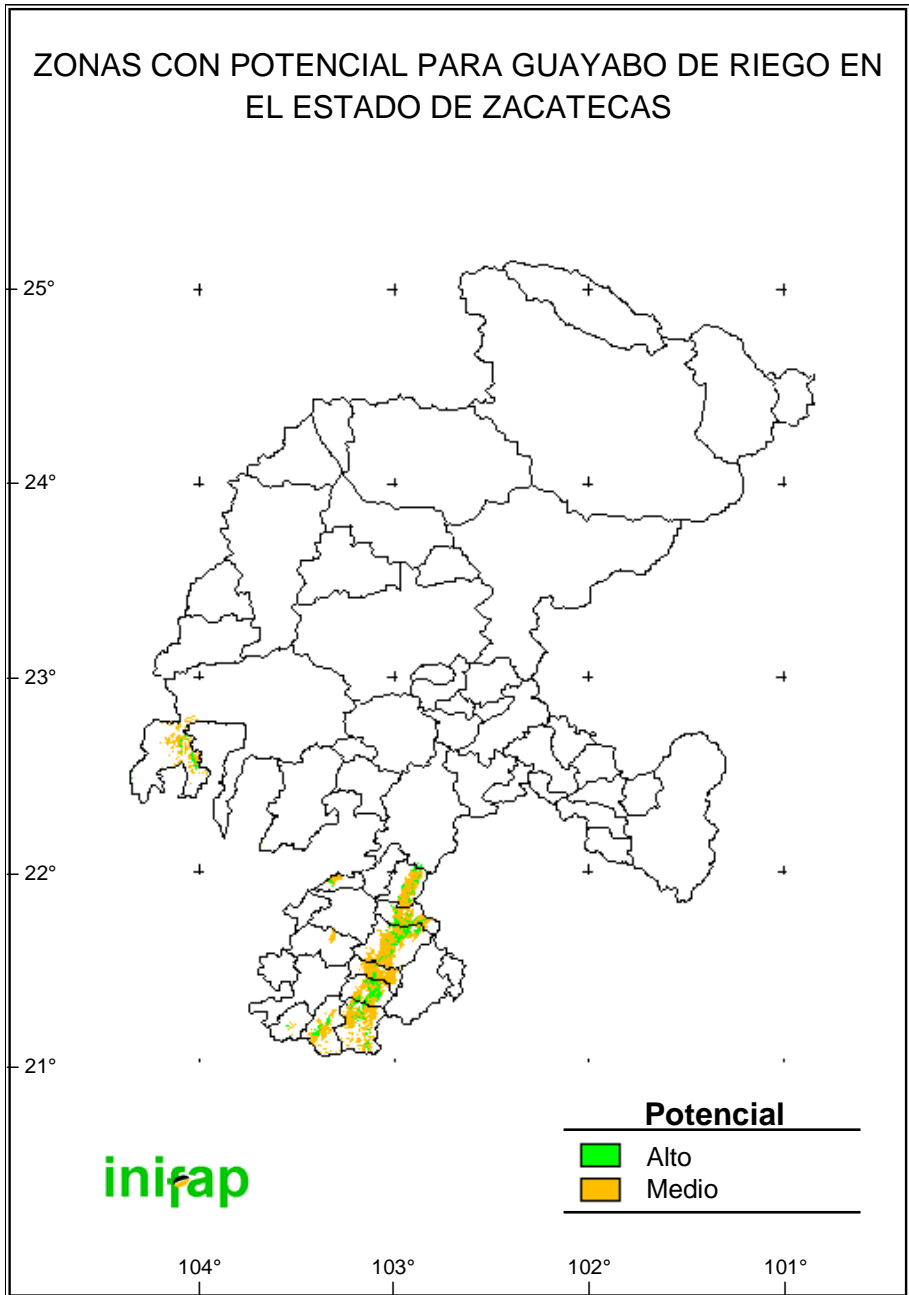 ZONAS CON POTENCIAL PARA GUAYABO DE RIEGO EN
EL ESTADO DE ZACATECAS
25°
24°
23°
22°
21°
Potencial
Alto
Medio
inifap
104°
103°
102°
101°